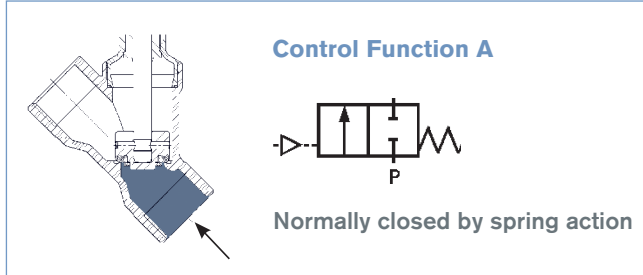 Control Function A
P
Normally closed by spring action